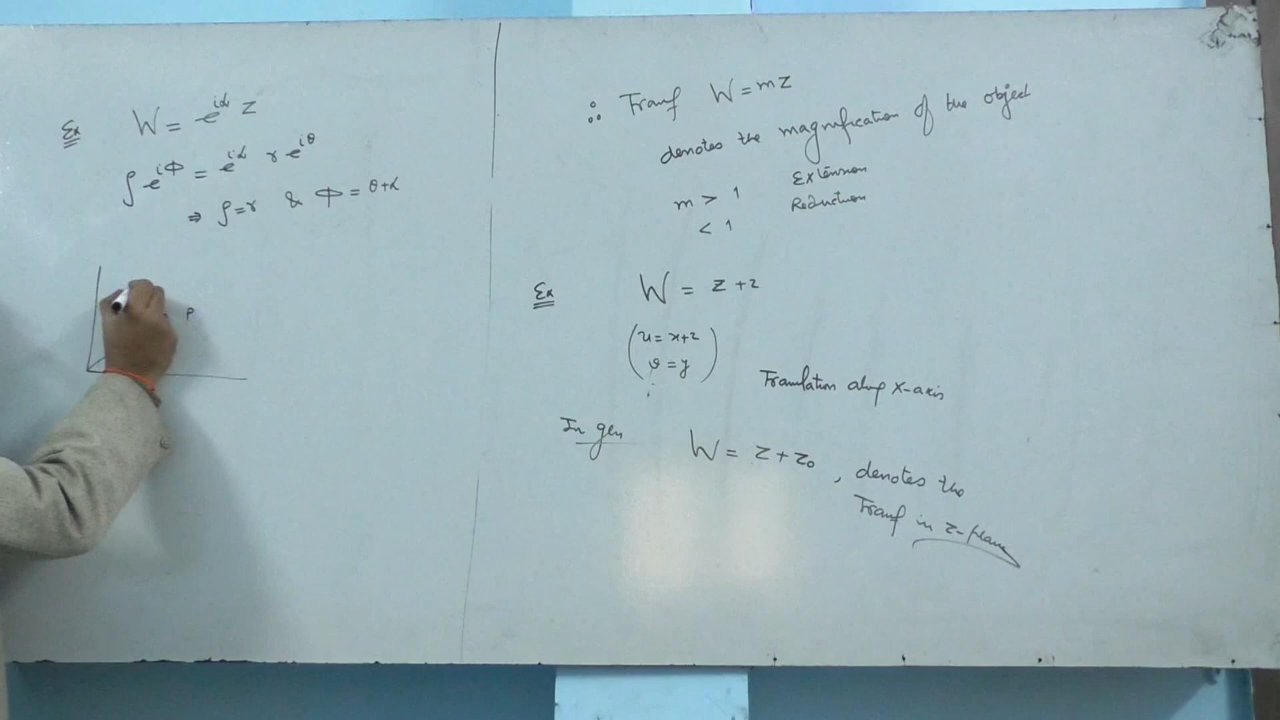 Ex W = e^{iα} z
ρ e^{iΦ} = e^{iα} r e^{iθ}
⇒ ρ = r & Φ = θ+α
P
∴ Transf W = mz
denotes the magnification of the object
m > 1 Extension
< 1 Reduction
Ex W = z + 2
u = x+2
v = y
Translation along X-axis
In gen W = z + z₀ , denotes the
Transf in z-plane